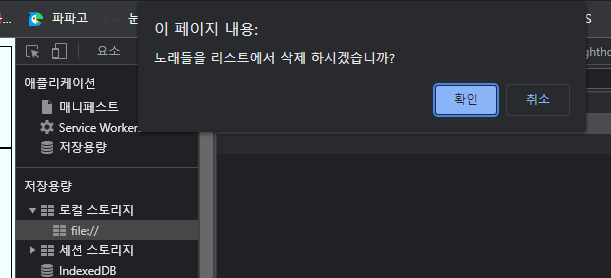 파파고
이 페이지 내용:
노래들을 리스트에서 삭제 하시겠습니까?
확인
취소
요소
애플리케이션
매니페스트
Service Worker
저장용량
저장용량
로컬 스토리지
file://
세션 스토리지
IndexedDB